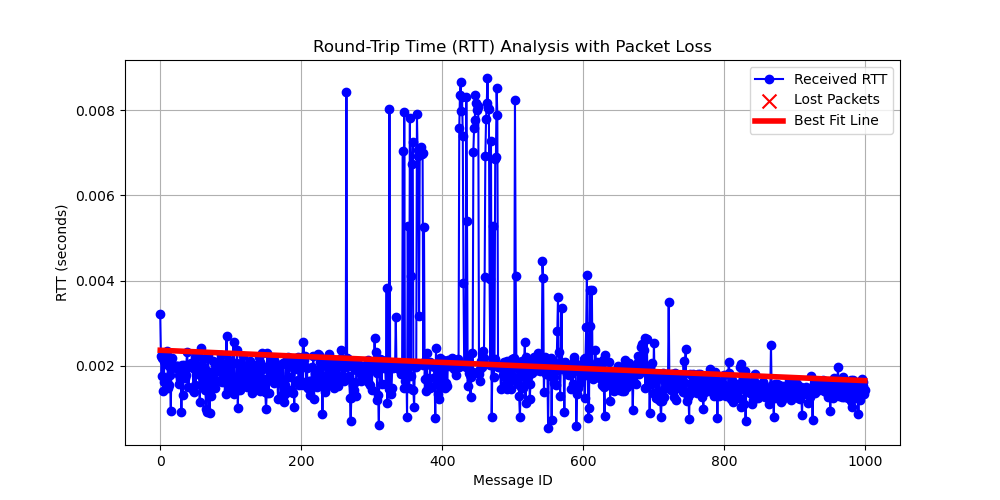 Round-Trip Time (RTT) Analysis with Packet Loss
Received RTT
Lost Packets
Best Fit Line
RTT (seconds)
0.008
0.006
0.004
0.002
0
200
400
600
800
1000
Message ID